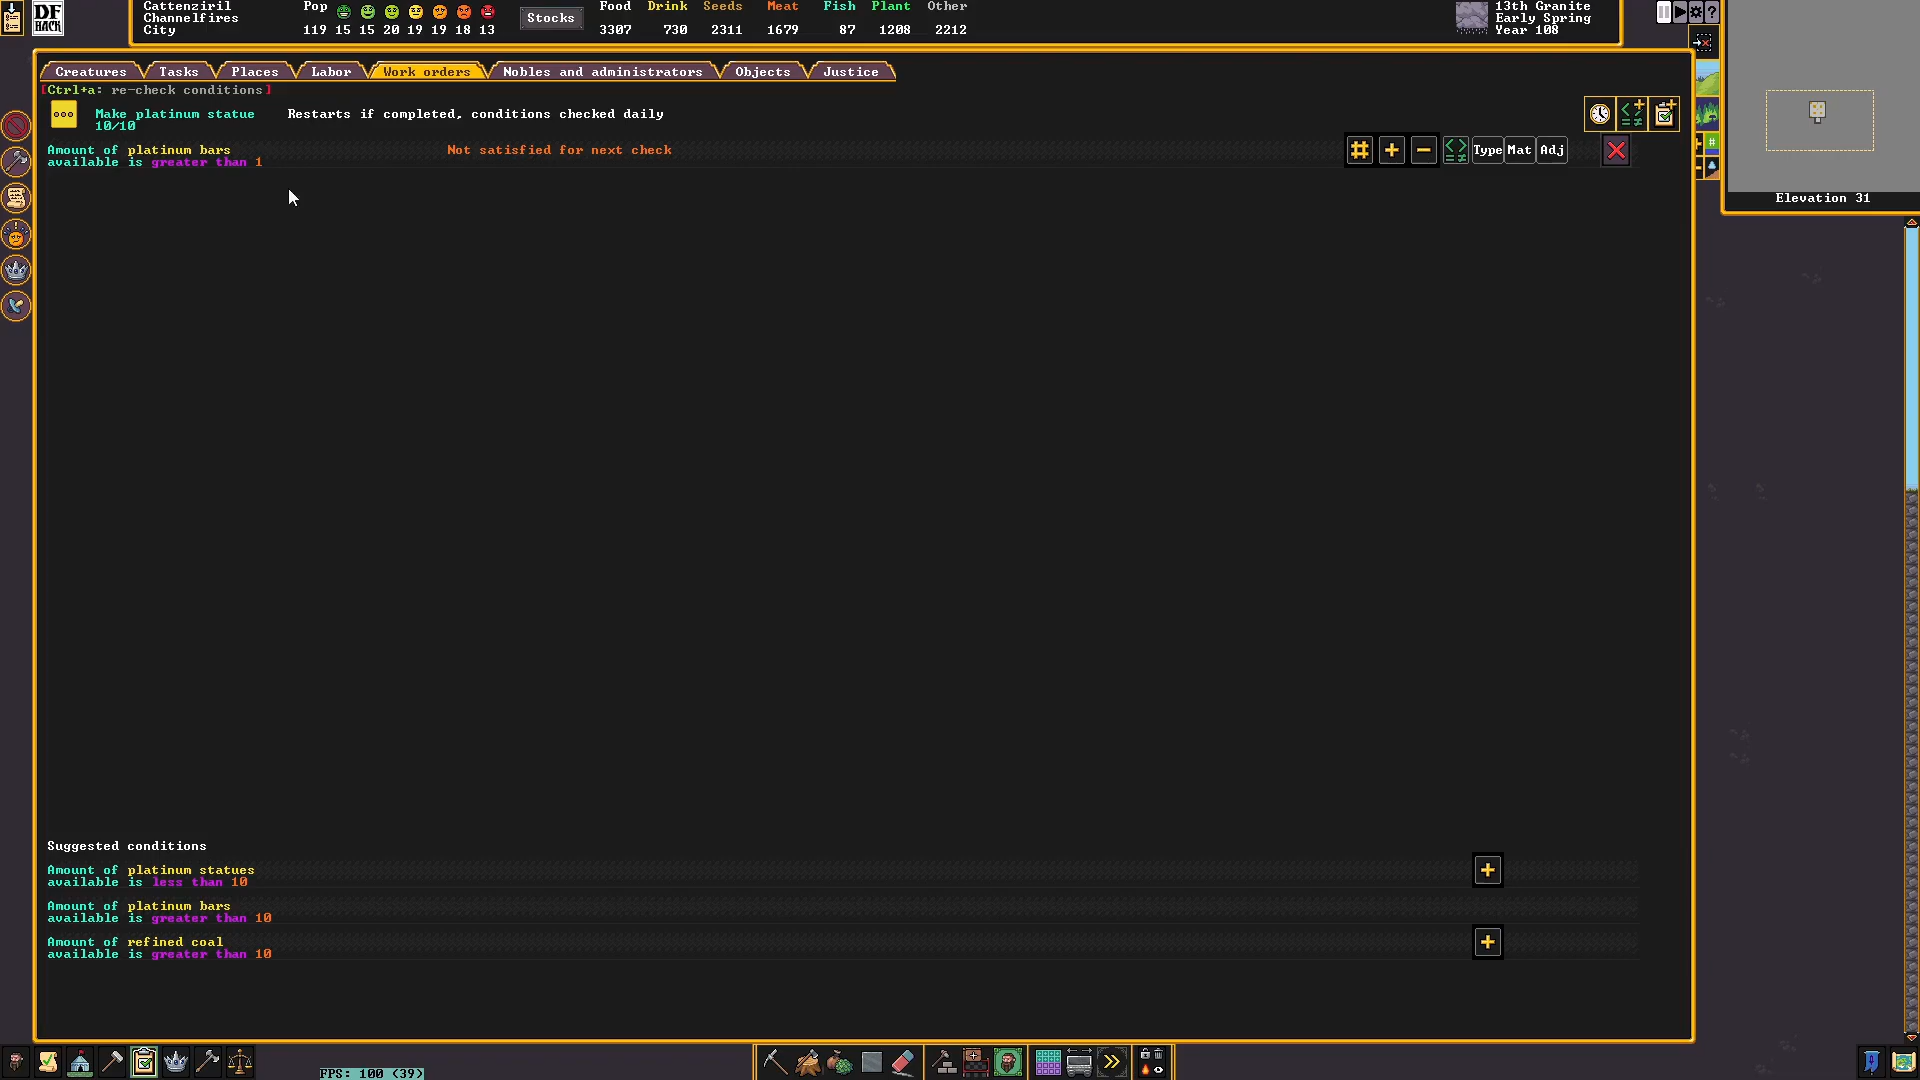 DF
HACK
Cattenziril
Channelfires
City
Pop
119 15 15 20 19 19 18 13
Stocks
Food Drink Seeds Meat Fish Plant Other
3307 730 2311 1679 87 1208 2212
13th Granite
Early Spring
Year 108
Elevation 31
Creatures Tasks Places Labor Work orders Nobles and administrators Objects Justice
[Ctrl+a: re-check conditions]
Make platinum statue
10/10
Restarts if completed, conditions checked daily
Amount of platinum bars
available is greater than 1
Not satisfied for next check
Type Mat Adj
Suggested conditions
Amount of platinum statues
available is less than 10
Amount of platinum bars
available is greater than 10
Amount of refined coal
available is greater than 10
FPS: 100 (39)